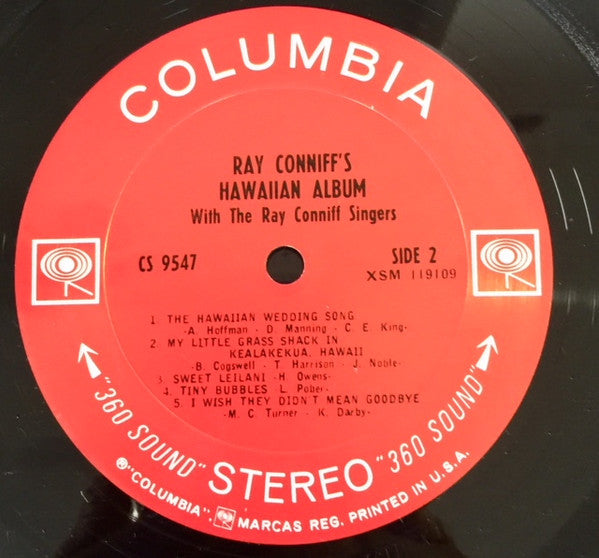 COLUMBIA
RAY CONNIFF'S
HAWAIIAN ALBUM
With The Ray Conniff Singers
CS 9547
SIDE 2
XSM 119109
1. THE HAWAIIAN WEDDING SONG
-A. Hoffman - D. Manning - C. E. King-
2. MY LITTLE GRASS SHACK IN
KEALAKEKUA, HAWAII
-B. Cogswell - T. Harrison - J. Noble-
3. SWEET LEILANI -H. Owens-
4. TINY BUBBLES L. Pober-
5. I WISH THEY DIDN'T MEAN GOODBYE
-M. C. Turner - K. Darby-
"360 SOUND" STEREO "360 SOUND"
®"COLUMBIA", MARCAS REG. PRINTED IN U.S.A.